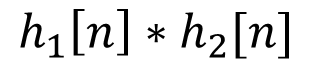 h₁[n] ∗ h₂[n]